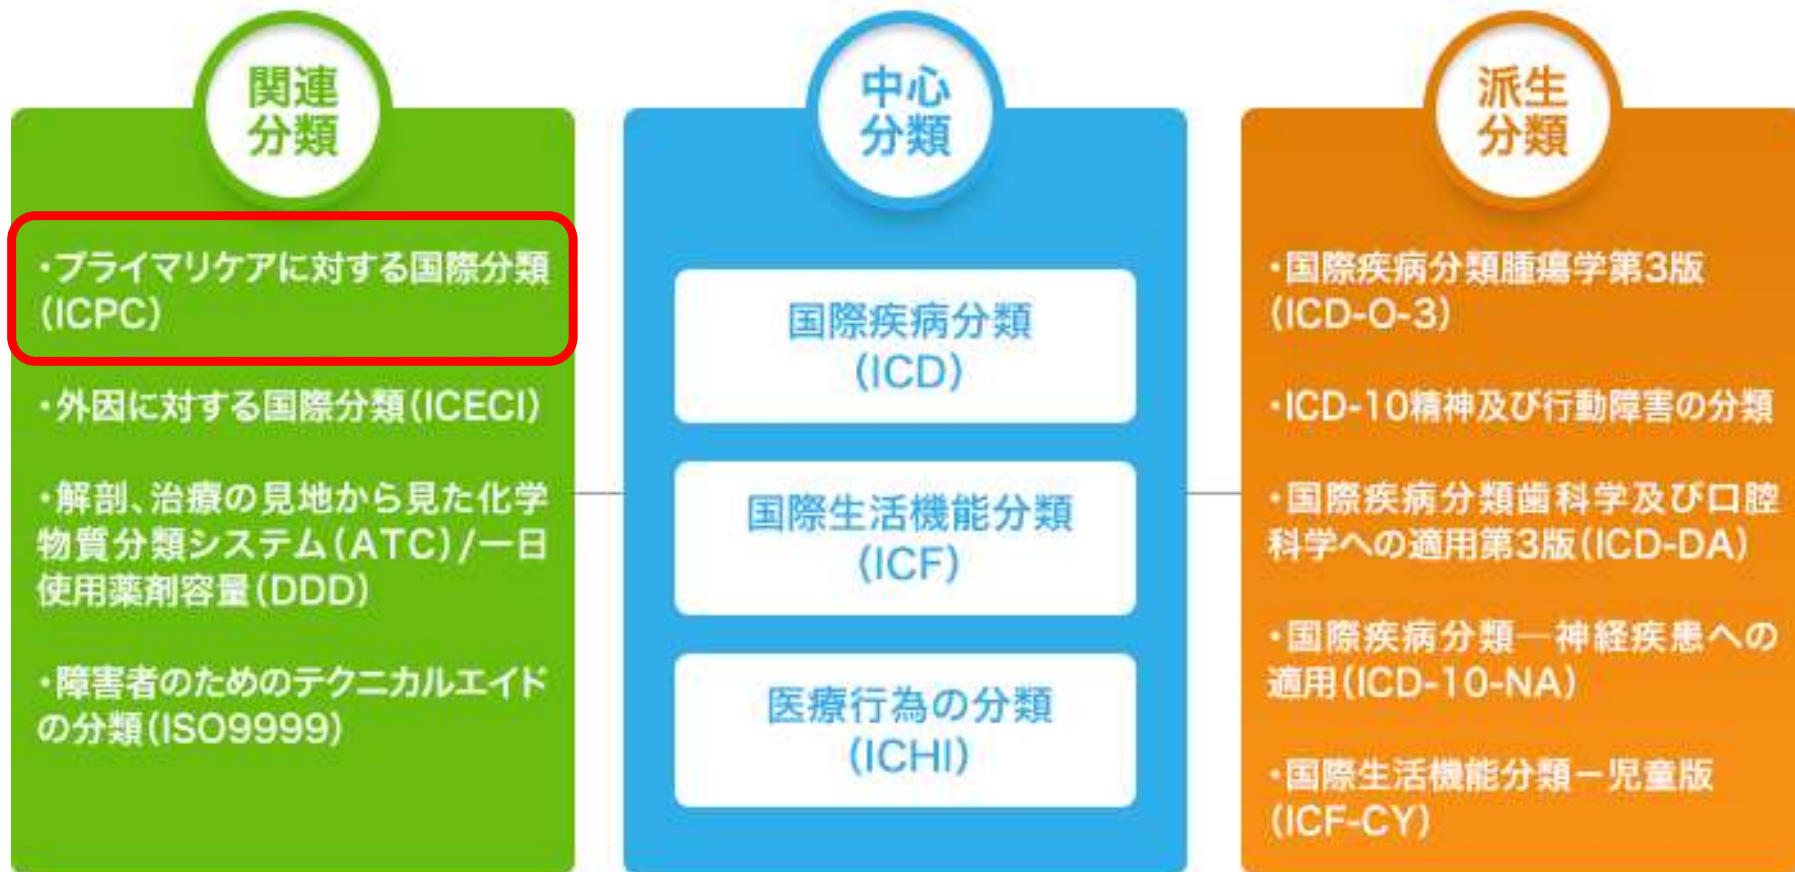 関連
分類
・プライマリケアに対する国際分類
(ICPC)
・外因に対する国際分類(ICECI)
・解剖、治療の見地から見た化学
物質分類システム(ATC)/一日
使用薬剤容量(DDD)
・障害者のためのテクニカルエイド
の分類(ISO9999)
中心
分類
国際疾病分類
(ICD)
国際生活機能分類
(ICF)
医療行為の分類
(ICHI)
派生
分類
・国際疾病分類腫瘍学第3版
(ICD-O-3)
・ICD-10精神及び行動障害の分類
・国際疾病分類歯科学及び口腔
科学への適用第3版(ICD-DA)
・国際疾病分類―神経疾患への
適用(ICD-10-NA)
・国際生活機能分類ー児童版
(ICF-CY)